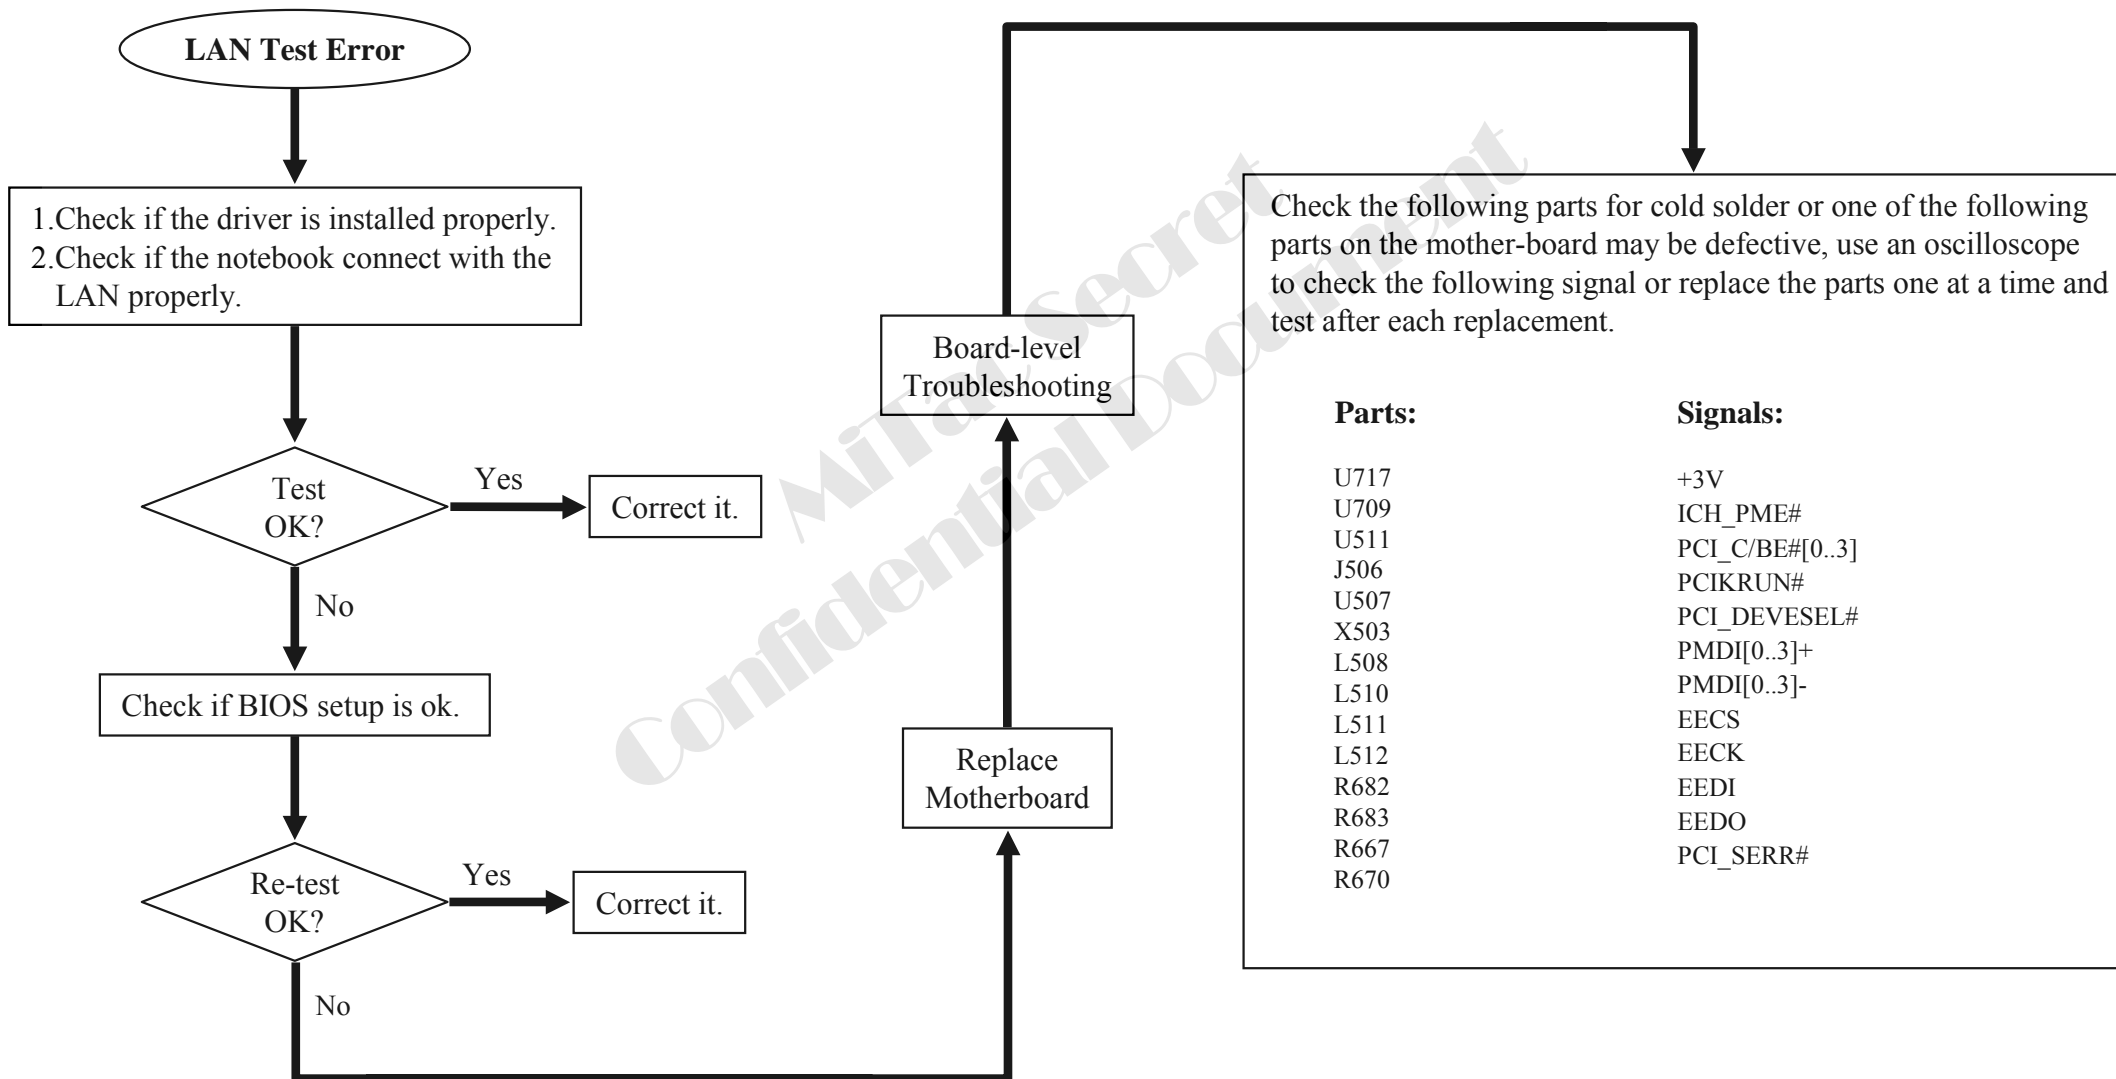 LAN Test Error
1.Check if the driver is installed properly.
2.Check if the notebook connect with the
LAN properly.
Test
OK?
Yes
Correct it.
No
Check if BIOS setup is ok.
Re-test
OK?
Yes
Correct it.
No
Replace
Motherboard
Board-level
Troubleshooting
Check the following parts for cold solder or one of the following
parts on the mother-board may be defective, use an oscilloscope
to check the following signal or replace the parts one at a time and
test after each replacement.
Parts:
U717
U709
U511
J506
U507
X503
L508
L510
L511
L512
R682
R683
R667
R670
Signals:
+3V
ICH_PME#
PCI_C/BE#[0..3]
PCIKRUN#
PCI_DEVESEL#
PMDI[0..3]+
PMDI[0..3]-
EECS
EECK
EEDI
EEDO
PCI_SERR#
MiTac Secret
Confidential Document